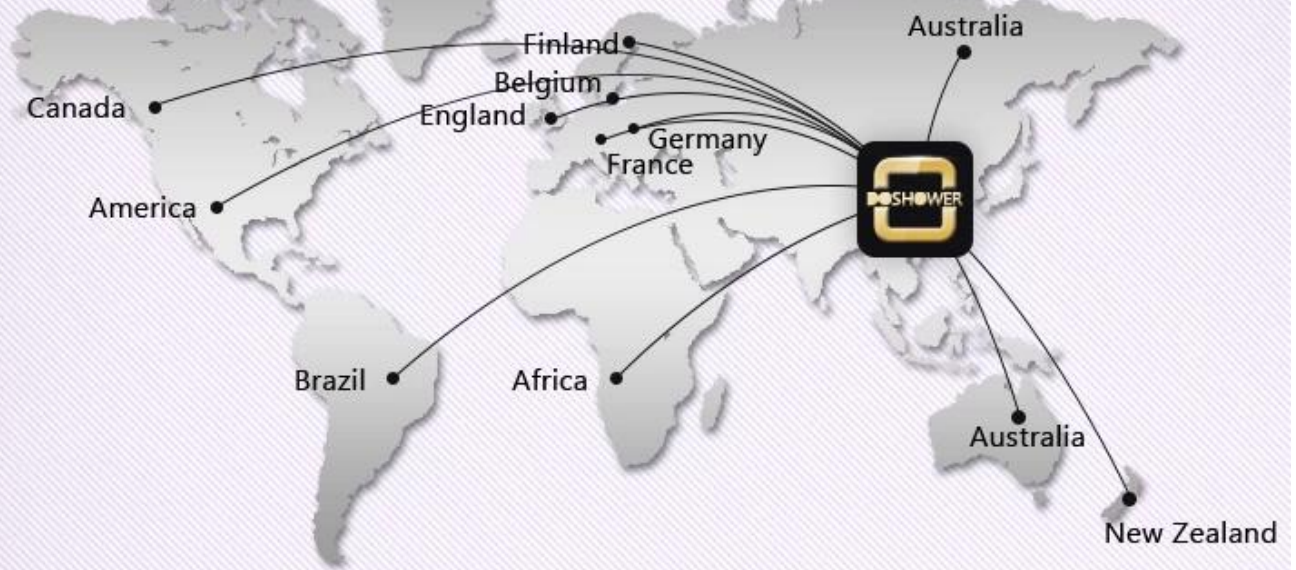 Australia
Finland
Belgium
Canada
England
Germany
France
DOSHOWER
America
Brazil
Africa
Australia
New Zealand